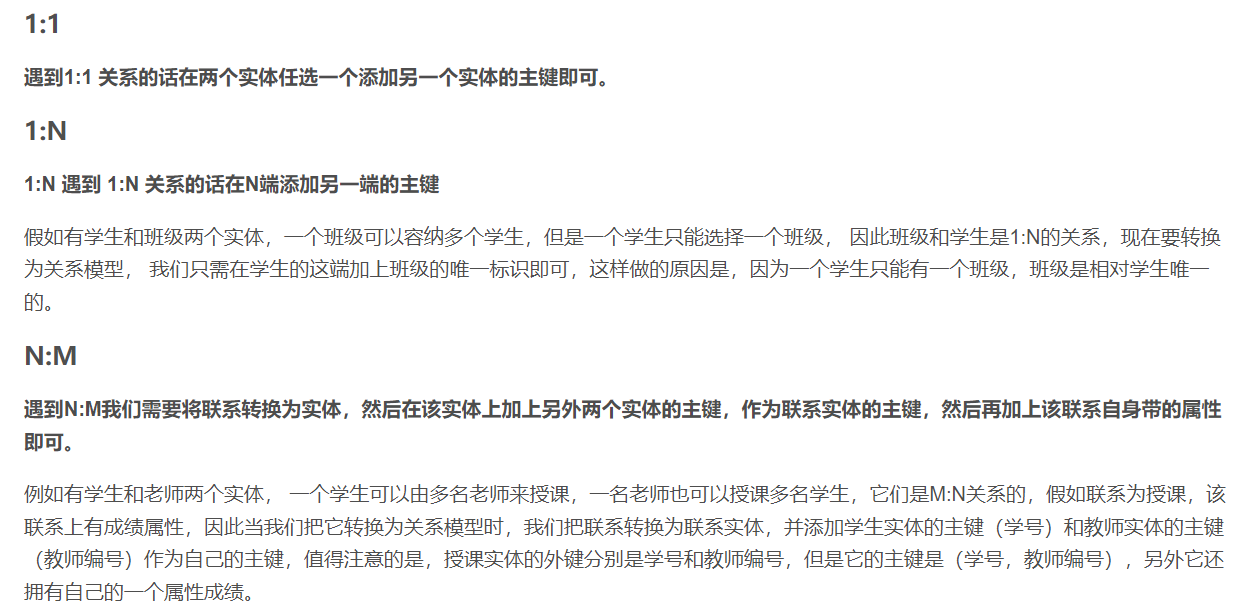 1:1
遇到1:1 关系的话在两个实体任选一个添加另一个实体的主键即可。
1:N
1:N 遇到 1:N 关系的话在N端添加另一端的主键
假如有学生和班级两个实体，一个班级可以容纳多个学生，但是一个学生只能选择一个班级， 因此班级和学生是1:N的关系，现在要转换
为关系模型， 我们只需在学生的这端加上班级的唯一标识即可，这样做的原因是，因为一个学生只能有一个班级，班级是相对学生唯一
的。
N:M
遇到N:M我们需要将联系转换为实体，然后在该实体上加上另外两个实体的主键，作为联系实体的主键，然后再加上该联系自身带的属性
即可。
例如有学生和老师两个实体， 一个学生可以由多名老师来授课，一名老师也可以授课多名学生，它们是M:N关系的，假如联系为授课，该
联系上有成绩属性，因此当我们把它转换为关系模型时，我们把联系转换为联系实体，并添加学生实体的主键（学号）和教师实体的主键
（教师编号）作为自己的主键，值得注意的是，授课实体的外键分别是学号和教师编号，但是它的主键是（学号，教师编号）, 另外它还
拥有自己的一个属性成绩。